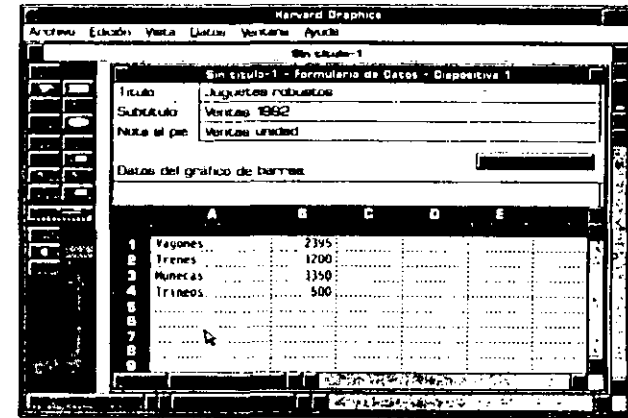 Harvard Graphics
Archivo Edición Vista Datos Ventana Ayuda
Sin título-1
Sin título-1 - Formulario de Datos - Diapositiva 1
Título Juguetes robustos
Subtítulo Ventas 1992
Nota al pie Ventas unidad
Datos del gráfico de barras
A B C D E
1 Vagones 2395
2 Trenes 1200
3 Munecas 1350
4 Trineos 500
5
6
7
8
9